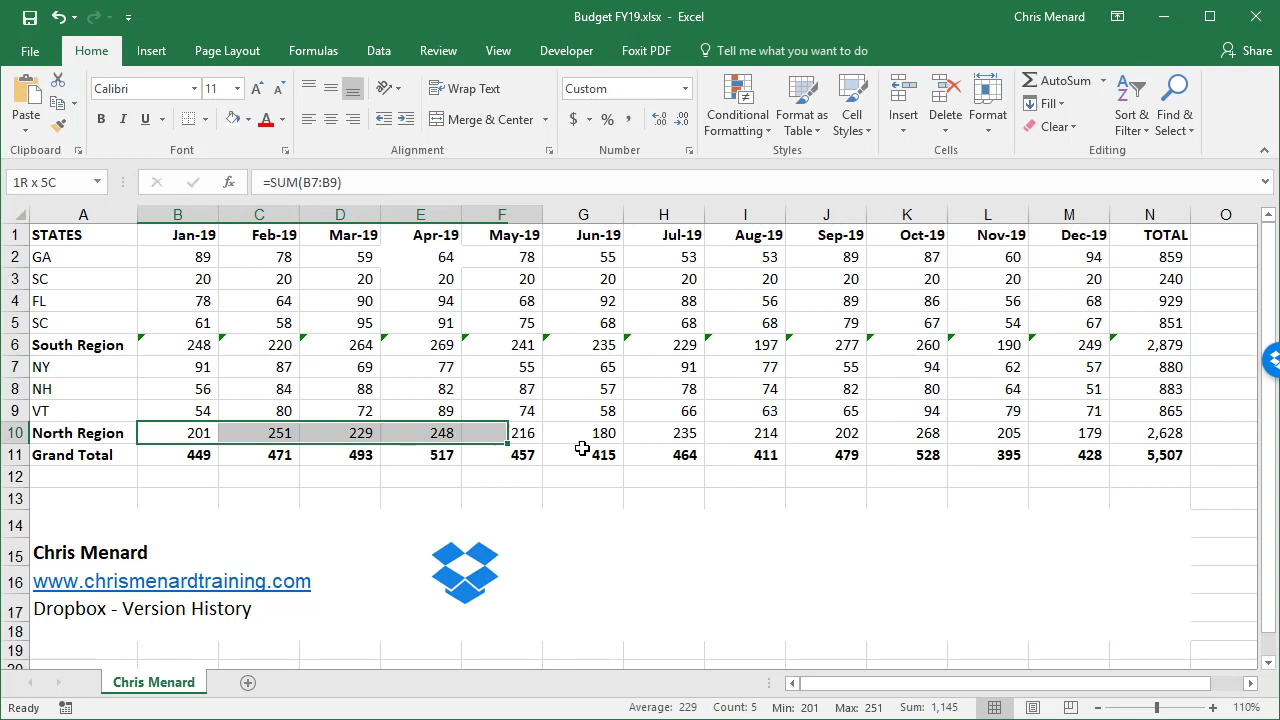 Budget FY19.xlsx - Excel
Chris Menard
File Home Insert Page Layout Formulas Data Review View Developer Foxit PDF Tell me what you want to do Share
Paste
Calibri 11
B I U A A A
Wrap Text
Merge & Center
Custom
$ % ,
Conditional Formatting
Format as Table
Cell Styles
Insert Delete Format
AutoSum
Fill
Clear
Sort & Filter
Find & Select
Clipboard Font Alignment Number Styles Cells Editing
1R x 5C fx =SUM(B7:B9)
A B C D E F G H I J K L M N O
1 STATES Jan-19 Feb-19 Mar-19 Apr-19 May-19 Jun-19 Jul-19 Aug-19 Sep-19 Oct-19 Nov-19 Dec-19 TOTAL
2 GA 89 78 59 64 78 55 53 53 89 87 60 94 859
3 SC 20 20 20 20 20 20 20 20 20 20 20 20 240
4 FL 78 64 90 94 68 92 88 56 89 86 56 68 929
5 SC 61 58 95 91 75 68 68 68 79 67 54 67 851
6 South Region 248 220 264 269 241 235 229 197 277 260 190 249 2,879
7 NY 91 87 69 77 55 65 91 77 55 94 62 57 880
8 NH 56 84 88 82 87 57 78 74 82 80 64 51 883
9 VT 54 80 72 89 74 58 66 63 65 94 79 71 865
10 North Region 201 251 229 248 216 180 235 214 202 268 205 179 2,628
11 Grand Total 449 471 493 517 457 415 464 411 479 528 395 428 5,507
12
13
14
15 Chris Menard
16 www.chrismenardtraining.com
17 Dropbox - Version History
18
19
20
Chris Menard
Ready Average: 229 Count: 5 Min: 201 Max: 251 Sum: 1,145 110%